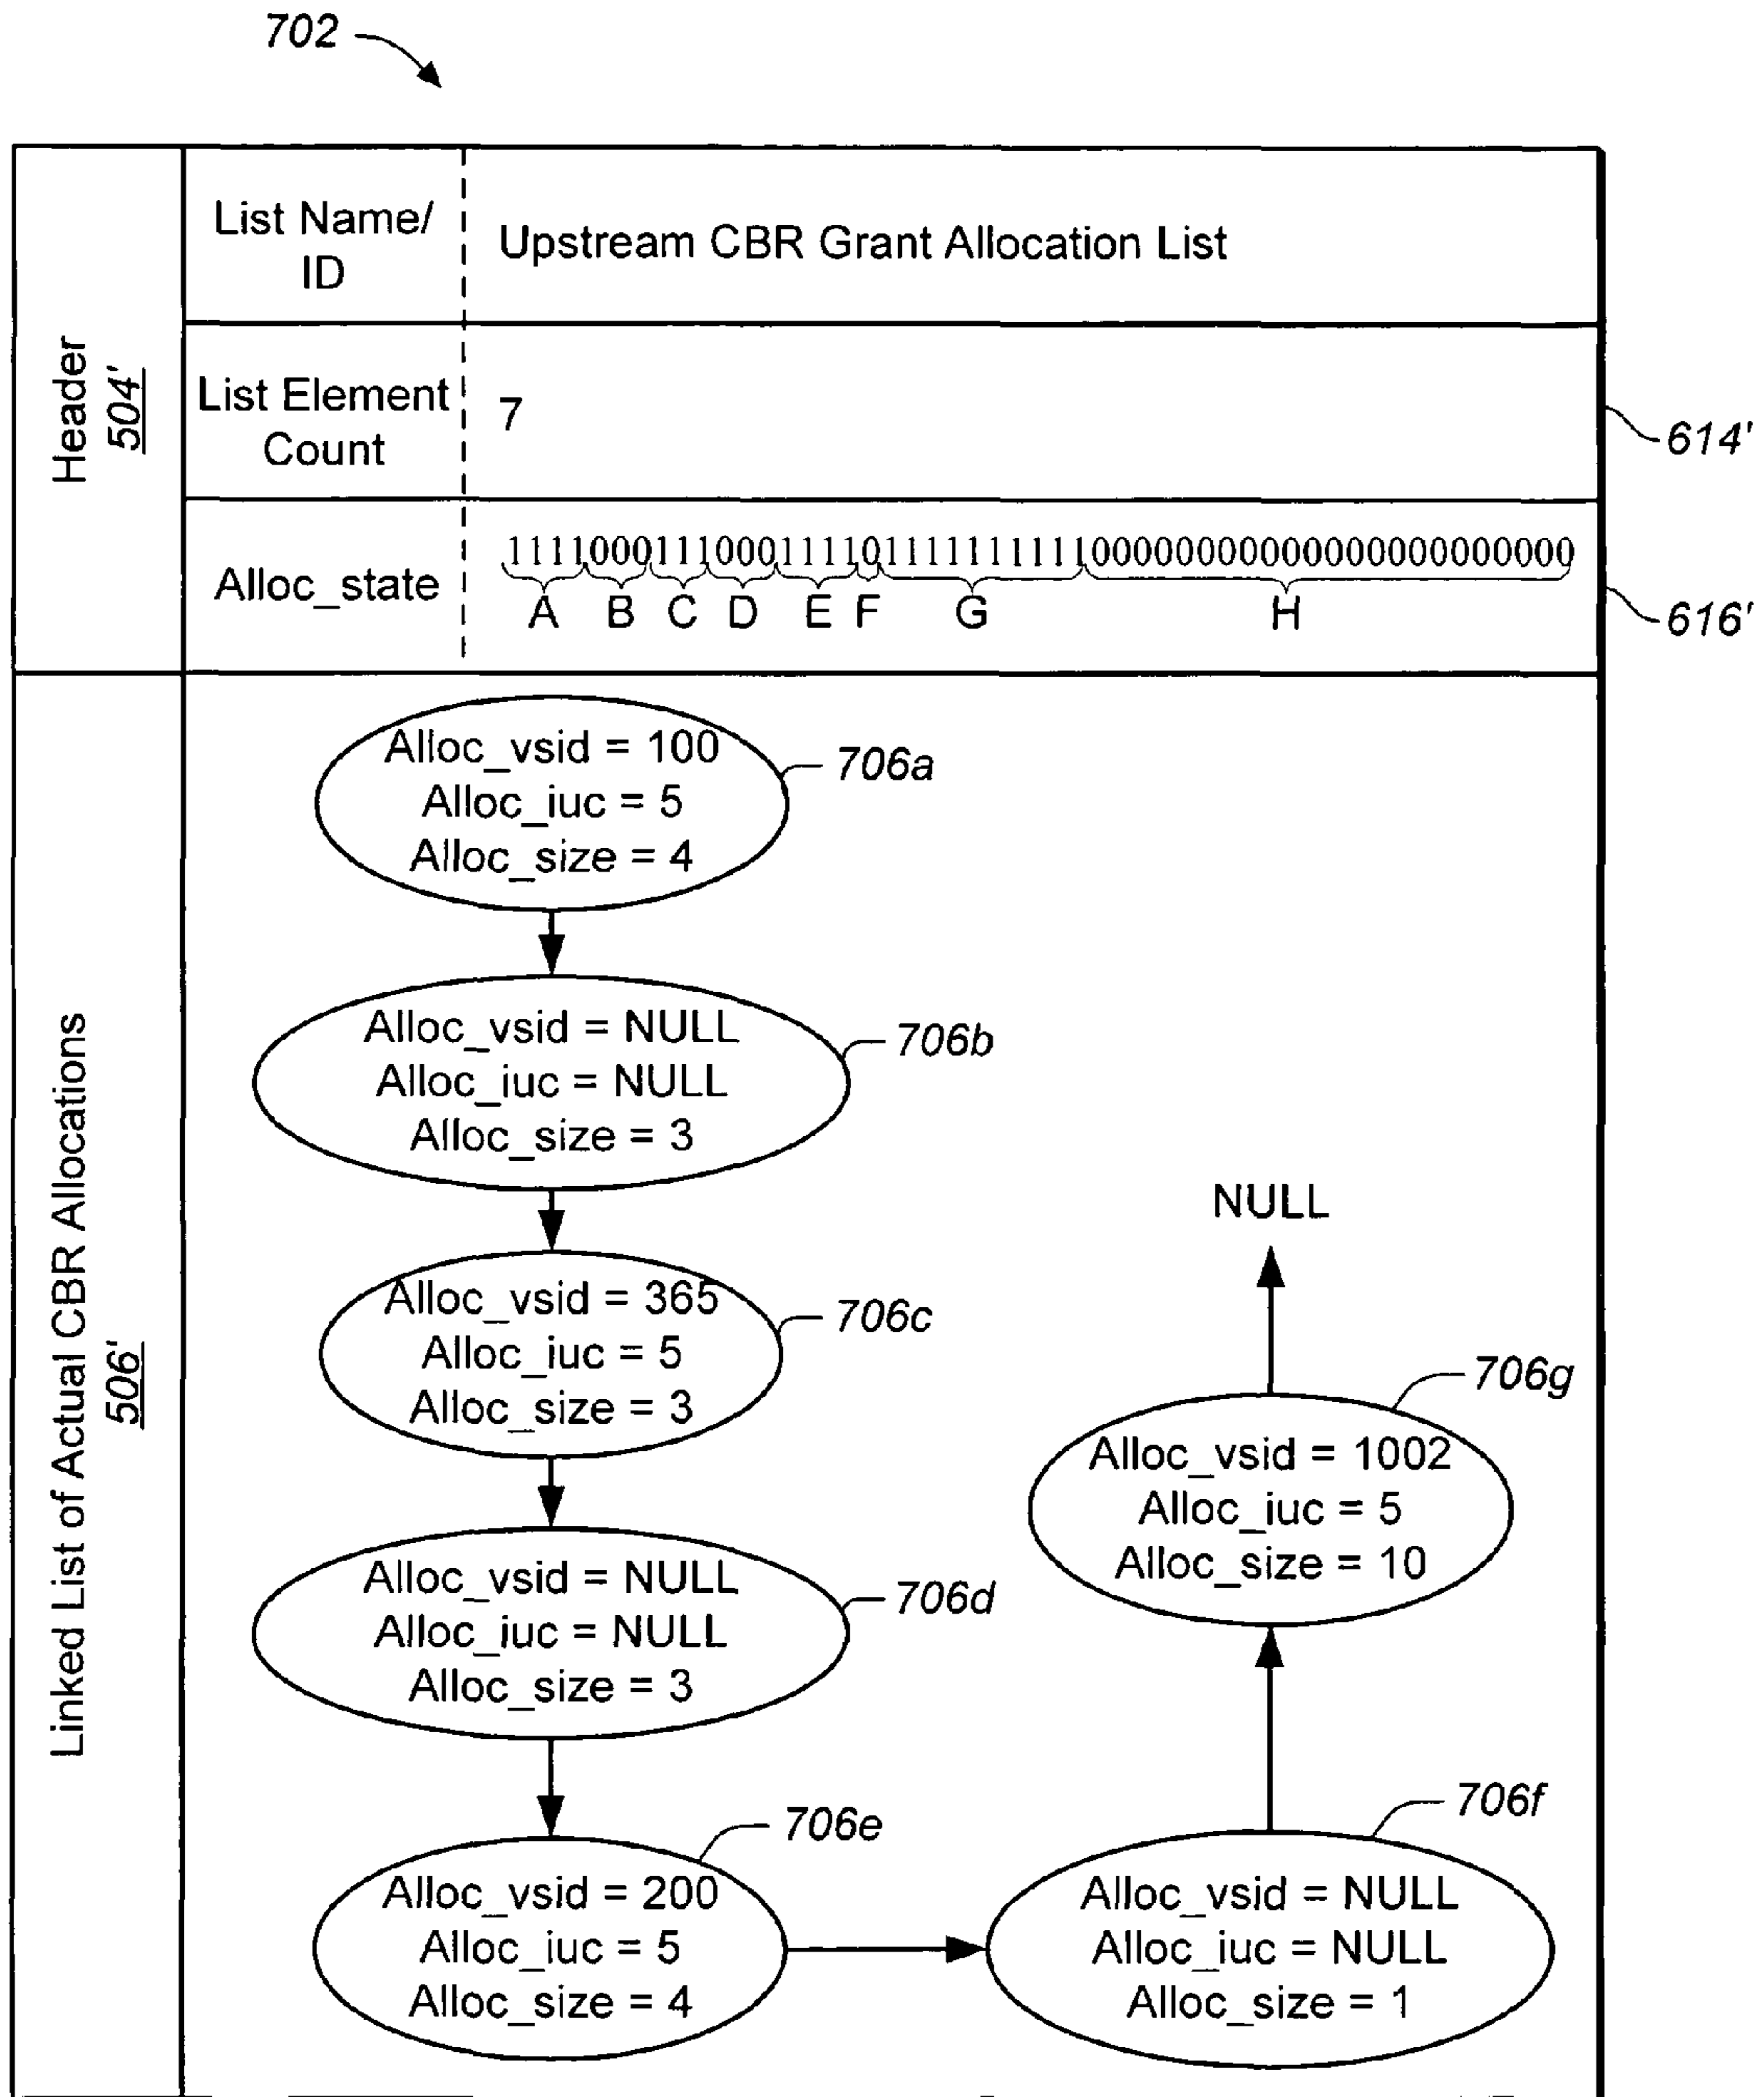 702
Header
504'
List Name/
ID
Upstream CBR Grant Allocation List
List Element
Count
7
614'
Alloc_state
111100011100011110111111111100000000000000000000000
A B C D E F G H
616'
Linked List of Actual CBR Allocations
506'
Alloc_vsid = 100
Alloc_iuc = 5
Alloc_size = 4
706a
Alloc_vsid = NULL
Alloc_iuc = NULL
Alloc_size = 3
706b
Alloc_vsid = 365
Alloc_iuc = 5
Alloc_size = 3
706c
Alloc_vsid = NULL
Alloc_iuc = NULL
Alloc_size = 3
706d
Alloc_vsid = 200
Alloc_iuc = 5
Alloc_size = 4
706e
Alloc_vsid = NULL
Alloc_iuc = NULL
Alloc_size = 1
706f
Alloc_vsid = 1002
Alloc_iuc = 5
Alloc_size = 10
706g
NULL